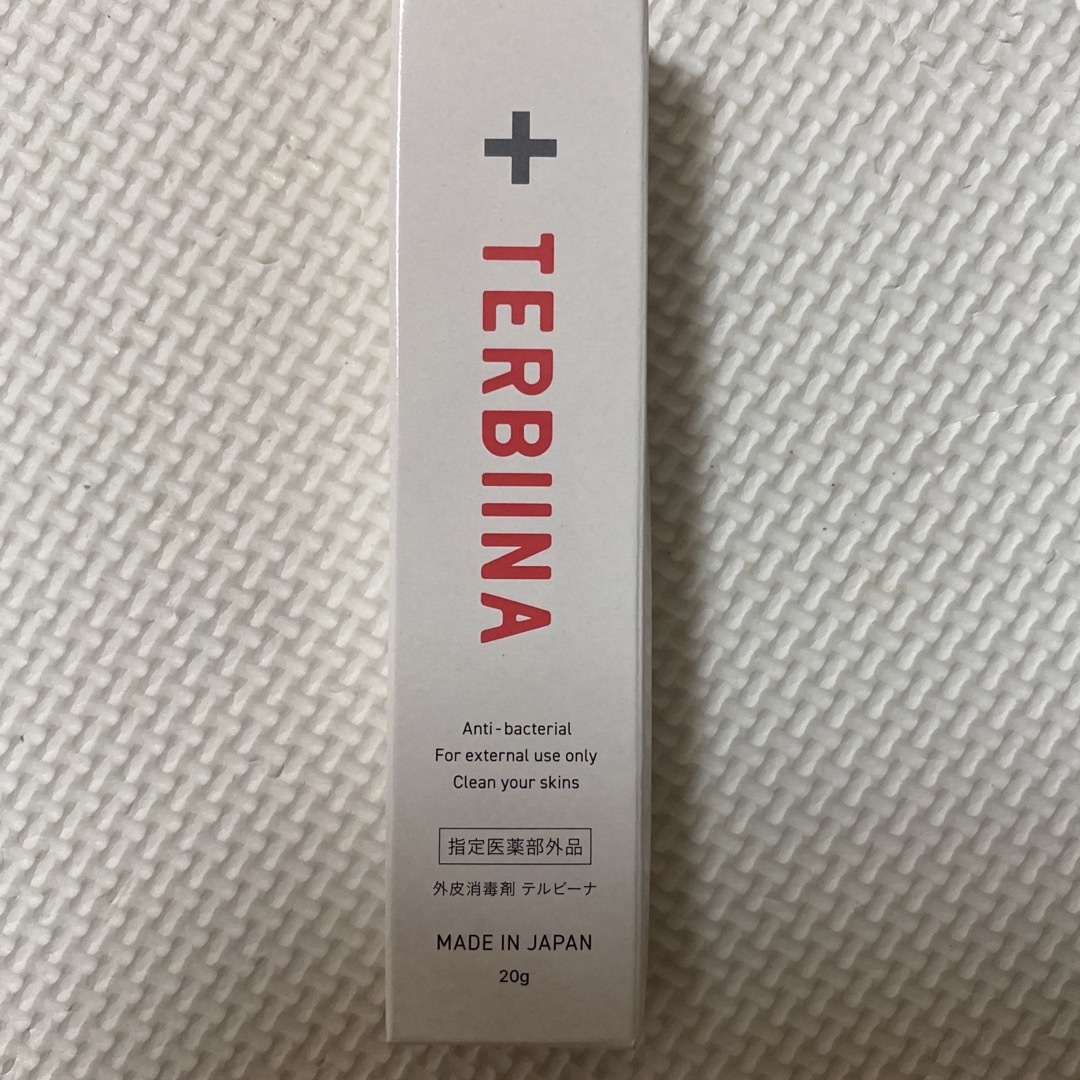 TERBIINA
Anti-bacterial
For external use only
Clean your skins
指定医薬部外品
外皮消毒剤 テルビーナ
MADE IN JAPAN
20g